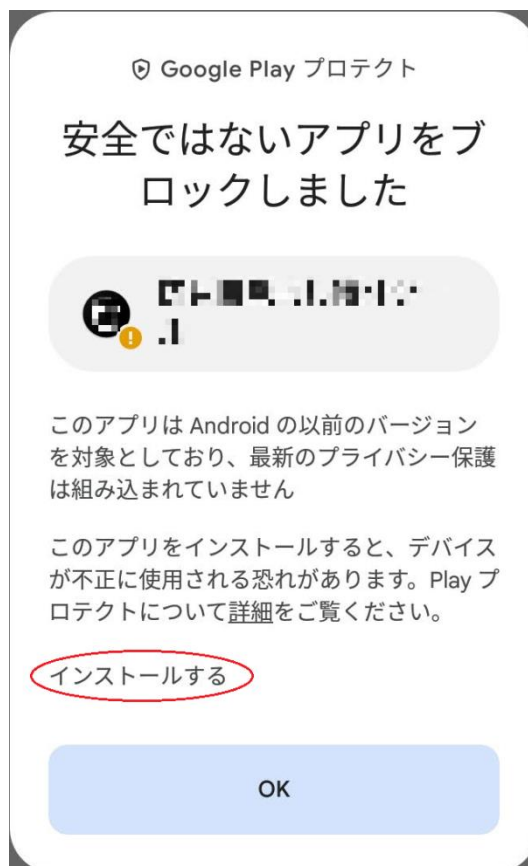 Google Play プロテクト
安全ではないアプリをブ
ロックしました
このアプリは Android の以前のバージョン
を対象としており、最新のプライバシー保護
は組み込まれていません
このアプリをインストールすると、デバイス
が不正に使用される恐れがあります。Play プ
ロテクトについて詳細をご覧ください。
インストールする
OK